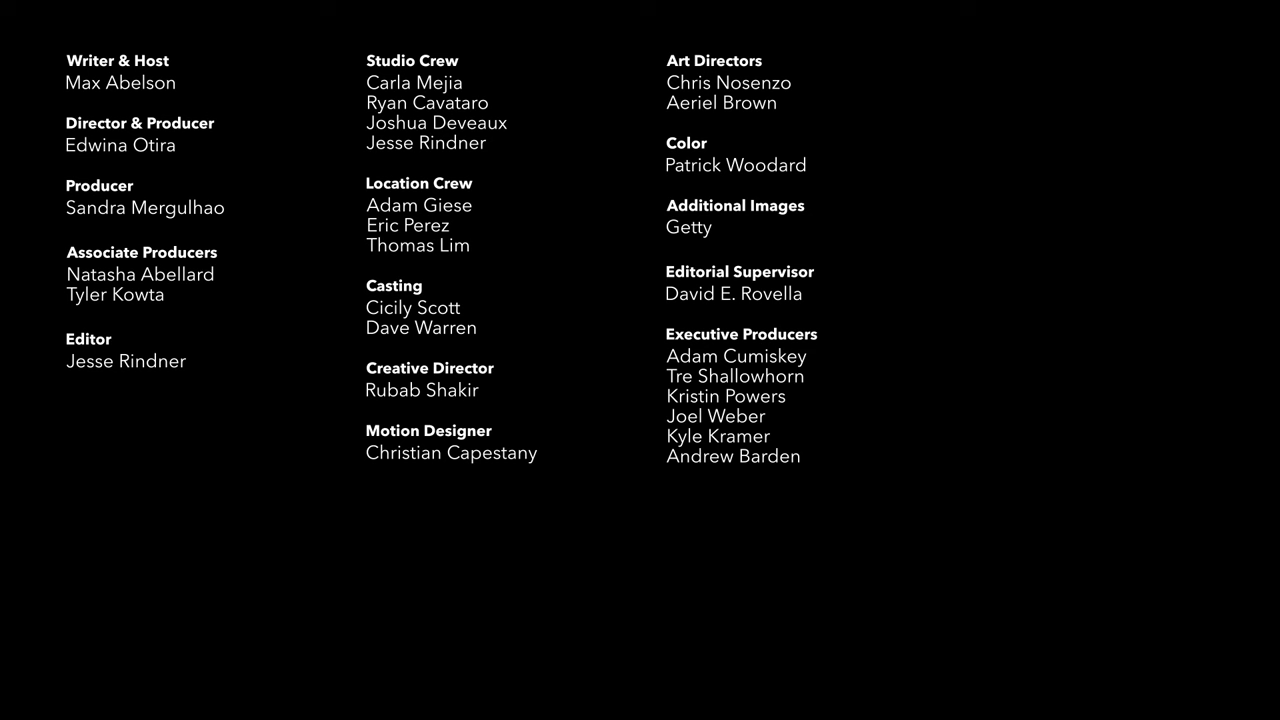 Writer & Host
Max Abelson
Director & Producer
Edwina Otira
Producer
Sandra Mergulhao
Associate Producers
Natasha Abellard
Tyler Kowta
Editor
Jesse Rindner
Studio Crew
Carla Mejia
Ryan Cavataro
Joshua Deveaux
Jesse Rindner
Location Crew
Adam Giese
Eric Perez
Thomas Lim
Casting
Cicily Scott
Dave Warren
Creative Director
Rubab Shakir
Motion Designer
Christian Capestany
Art Directors
Chris Nosenzo
Aeriel Brown
Color
Patrick Woodard
Additional Images
Getty
Editorial Supervisor
David E. Rovella
Executive Producers
Adam Cumiskey
Tre Shallowhorn
Kristin Powers
Joel Weber
Kyle Kramer
Andrew Barden